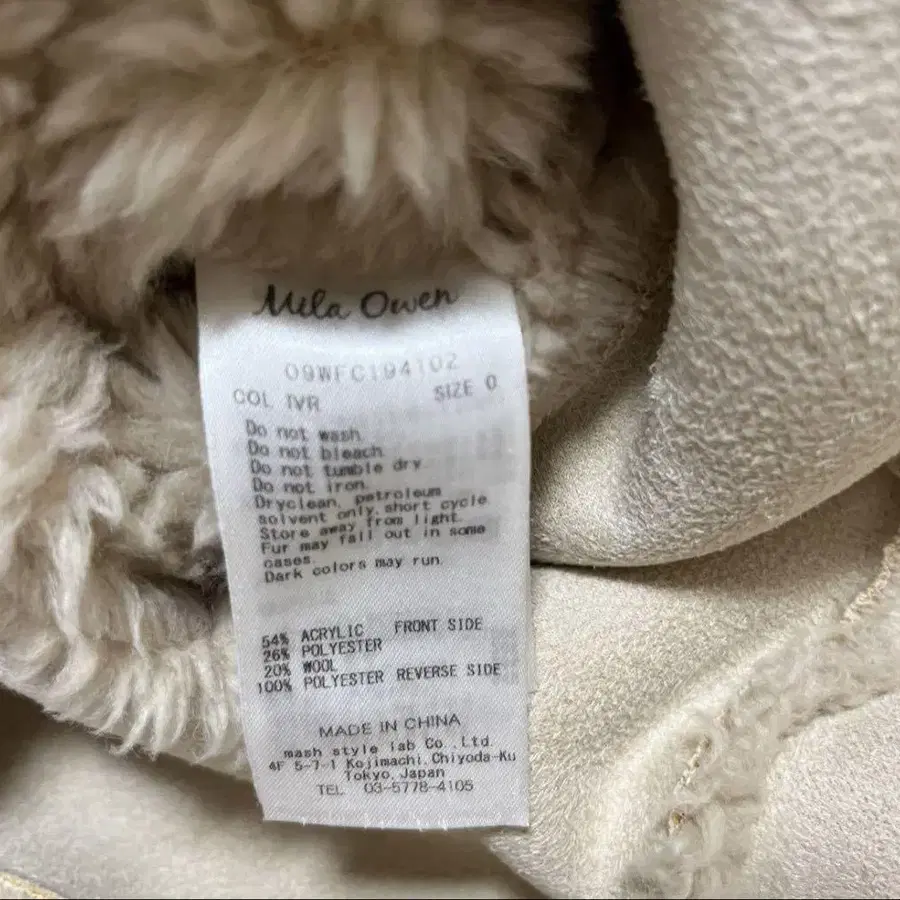 Mila Owen
09WFC194102
COL IVR SIZE 0
Do not wash.
Do not bleach.
Do not tumble dry.
Do not iron.
Dryclean, petroleum
solvent only, short cycle.
Store away from light.
Fur may fall out in some
cases.
Dark colors may run.
54% ACRYLIC FRONT SIDE
26% POLYESTER
20% WOOL
100% POLYESTER REVERSE SIDE
MADE IN CHINA
mash style lab Co.,Ltd.
4F 5-7-1 Kojimachi,Chiyoda-Ku
Tokyo,Japan
TEL 03-5778-4105